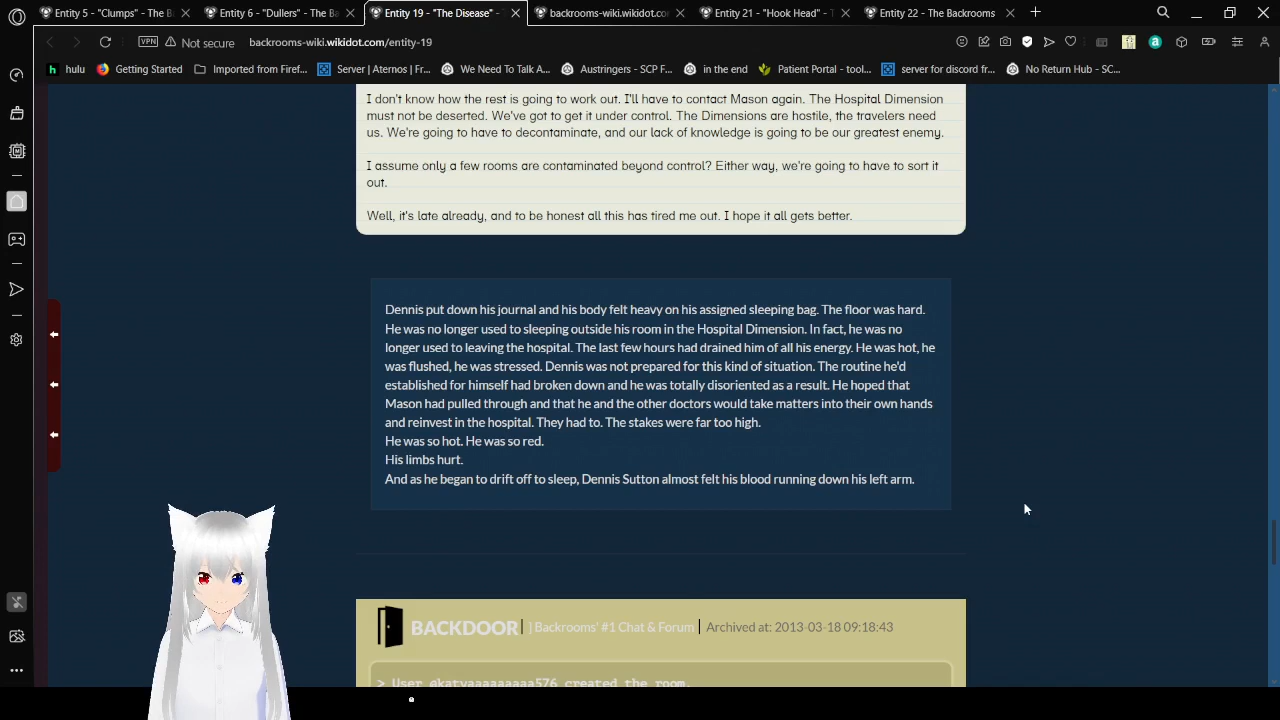 Entity 5 - "Clumps" - The B
Entity 6 - "Dullers" - The Ba
Entity 19 - "The Disease" -
backrooms-wiki.wikidot.co
Entity 21 - "Hook Head" - T
Entity 22 - The Backrooms
VPN
Not secure
backrooms-wiki.wikidot.com/entity-19
h hulu
Getting Started
Imported from Firef...
Server | Aternos | Fr...
We Need To Talk A...
Austringers - SCP F...
in the end
Patient Portal - tool...
server for discord fr...
No Return Hub - SC...
I don't know how the rest is going to work out. I'll have to contact Mason again. The Hospital Dimension
must not be deserted. We've got to get it under control. The Dimensions are hostile, the travelers need
us. We're going to have to decontaminate, and our lack of knowledge is going to be our greatest enemy.
I assume only a few rooms are contaminated beyond control? Either way, we're going to have to sort it
out.
Well, it's late already, and to be honest all this has tired me out. I hope it all gets better.
Dennis put down his journal and his body felt heavy on his assigned sleeping bag. The floor was hard.
He was no longer used to sleeping outside his room in the Hospital Dimension. In fact, he was no
longer used to leaving the hospital. The last few hours had drained him of all his energy. He was hot, he
was flushed, he was stressed. Dennis was not prepared for this kind of situation. The routine he'd
established for himself had broken down and he was totally disoriented as a result. He hoped that
Mason had pulled through and that he and the other doctors would take matters into their own hands
and reinvest in the hospital. They had to. The stakes were far too high.
He was so hot. He was so red.
His limbs hurt.
And as he began to drift off to sleep, Dennis Sutton almost felt his blood running down his left arm.
BACKDOOR | ] Backrooms' #1 Chat & Forum | Archived at: 2013-03-18 09:18:43
> User @katyaaaaaaaaa576 created the room.